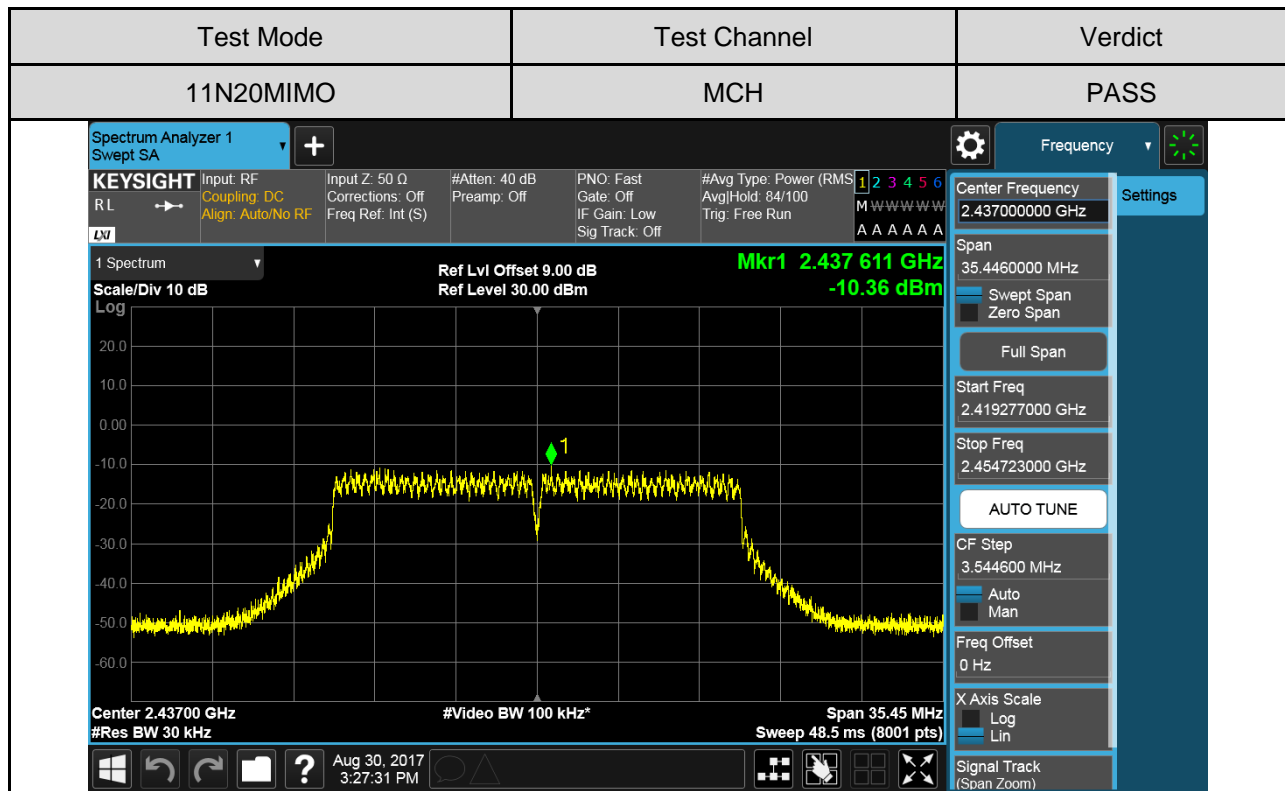 Test Mode Test Channel Verdict
11N20MIMO MCH PASS
Spectrum Analyzer 1
Swept SA
+
Frequency
KEYSIGHT
RL
LXI
Input: RF
Coupling: DC
Align: Auto/No RF
Input Z: 50 Ω
Corrections: Off
Freq Ref: Int (S)
#Atten: 40 dB
Preamp: Off
PNO: Fast
Gate: Off
IF Gain: Low
Sig Track: Off
#Avg Type: Power (RMS
Avg|Hold: 84/100
Trig: Free Run
1 2 3 4 5 6
M W W W W W
A A A A A A
1 Spectrum
Scale/Div 10 dB
Log
Ref Lvl Offset 9.00 dB
Ref Level 30.00 dBm
Mkr1 2.437 611 GHz
-10.36 dBm
20.0
10.0
0.00
-10.0
-20.0
-30.0
-40.0
-50.0
-60.0
1
Center 2.43700 GHz
#Res BW 30 kHz
#Video BW 100 kHz*
Span 35.45 MHz
Sweep 48.5 ms (8001 pts)
?
Aug 30, 2017
3:27:31 PM
Center Frequency
2.437000000 GHz
Settings
Span
35.4460000 MHz
Swept Span
Zero Span
Full Span
Start Freq
2.419277000 GHz
Stop Freq
2.454723000 GHz
AUTO TUNE
CF Step
3.544600 MHz
Auto
Man
Freq Offset
0 Hz
X Axis Scale
Log
Lin
Signal Track
(Span Zoom)